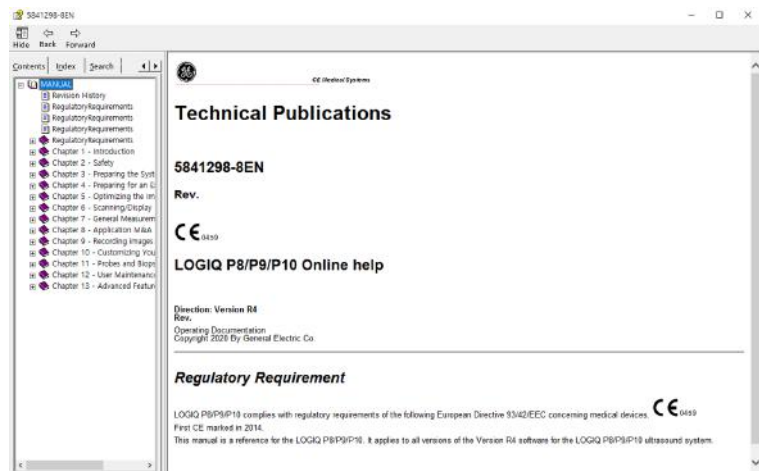 5841298-8EN
Hide Back Forward
Contents Index Search
MANUAL
Revision History
RegulatoryRequirements
RegulatoryRequirements
RegulatoryRequirements
RegulatoryRequirements
Chapter 1 - Introduction
Chapter 2 - Safety
Chapter 3 - Preparing the Syst
Chapter 4 - Preparing for an E
Chapter 5 - Optimizing the Im
Chapter 6 - Scanning/Display
Chapter 7 - General Measurem
Chapter 8 - Application M&A
Chapter 9 - Recording images
Chapter 10 - Customizing You
Chapter 11 - Probes and Biops
Chapter 12 - User Maintenanc
Chapter 13 - Advanced Featur
GE Medical Systems
Technical Publications
5841298-8EN
Rev.
CE 0459
LOGIQ P8/P9/P10 Online help
Direction: Version R4
Rev.
Operating Documentation
Copyright 2020 By General Electric Co.
Regulatory Requirement
LOGIQ P8/P9/P10 complies with regulatory requirements of the following European Directive 93/42/EEC concerning medical devices. CE 0459
First CE marked in 2014.
This manual is a reference for the LOGIQ P8/P9/P10. It applies to all versions of the Version R4 software for the LOGIQ P8/P9/P10 ultrasound system.